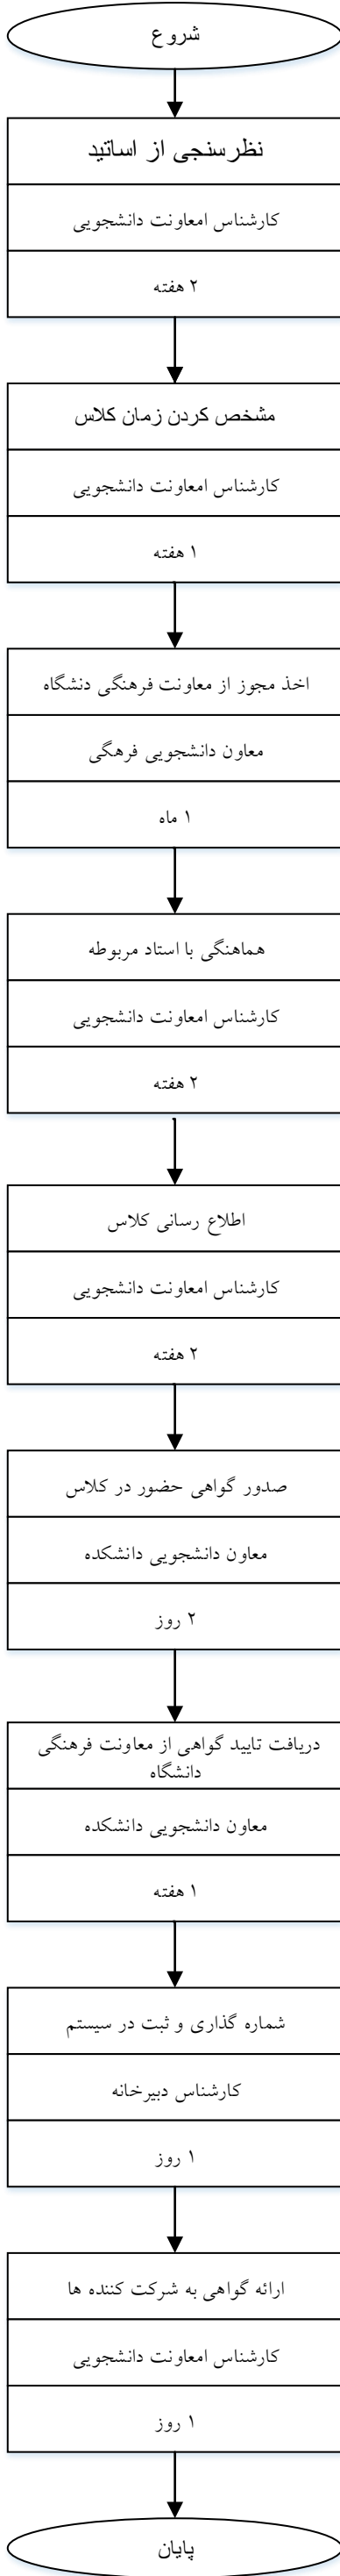 شروع
نظرسنجی از اساتید
کارشناس امعاونت دانشجویی
۲ هفته
مشخص کردن زمان کلاس
کارشناس امعاونت دانشجویی
۱ هفته
اخذ مجوز از معاونت فرهنگی دنشگاه
معاون دانشجویی فرهگی
۱ ماه
هماهنگی با استاد مربوطه
کارشناس امعاونت دانشجویی
۲ هفته
اطلاع رسانی کلاس
کارشناس امعاونت دانشجویی
۲ هفته
صدور گواهی حضور در کلاس
معاون دانشجویی دانشکده
۲ روز
دریافت تایید گواهی از معاونت فرهنگی
دانشگاه
معاون دانشجویی دانشکده
۱ هفته
شماره گذاری و ثبت در سیستم
کارشناس دبیرخانه
۱ روز
ارائه گواهی به شرکت کننده ها
کارشناس امعاونت دانشجویی
۱ روز
پایان